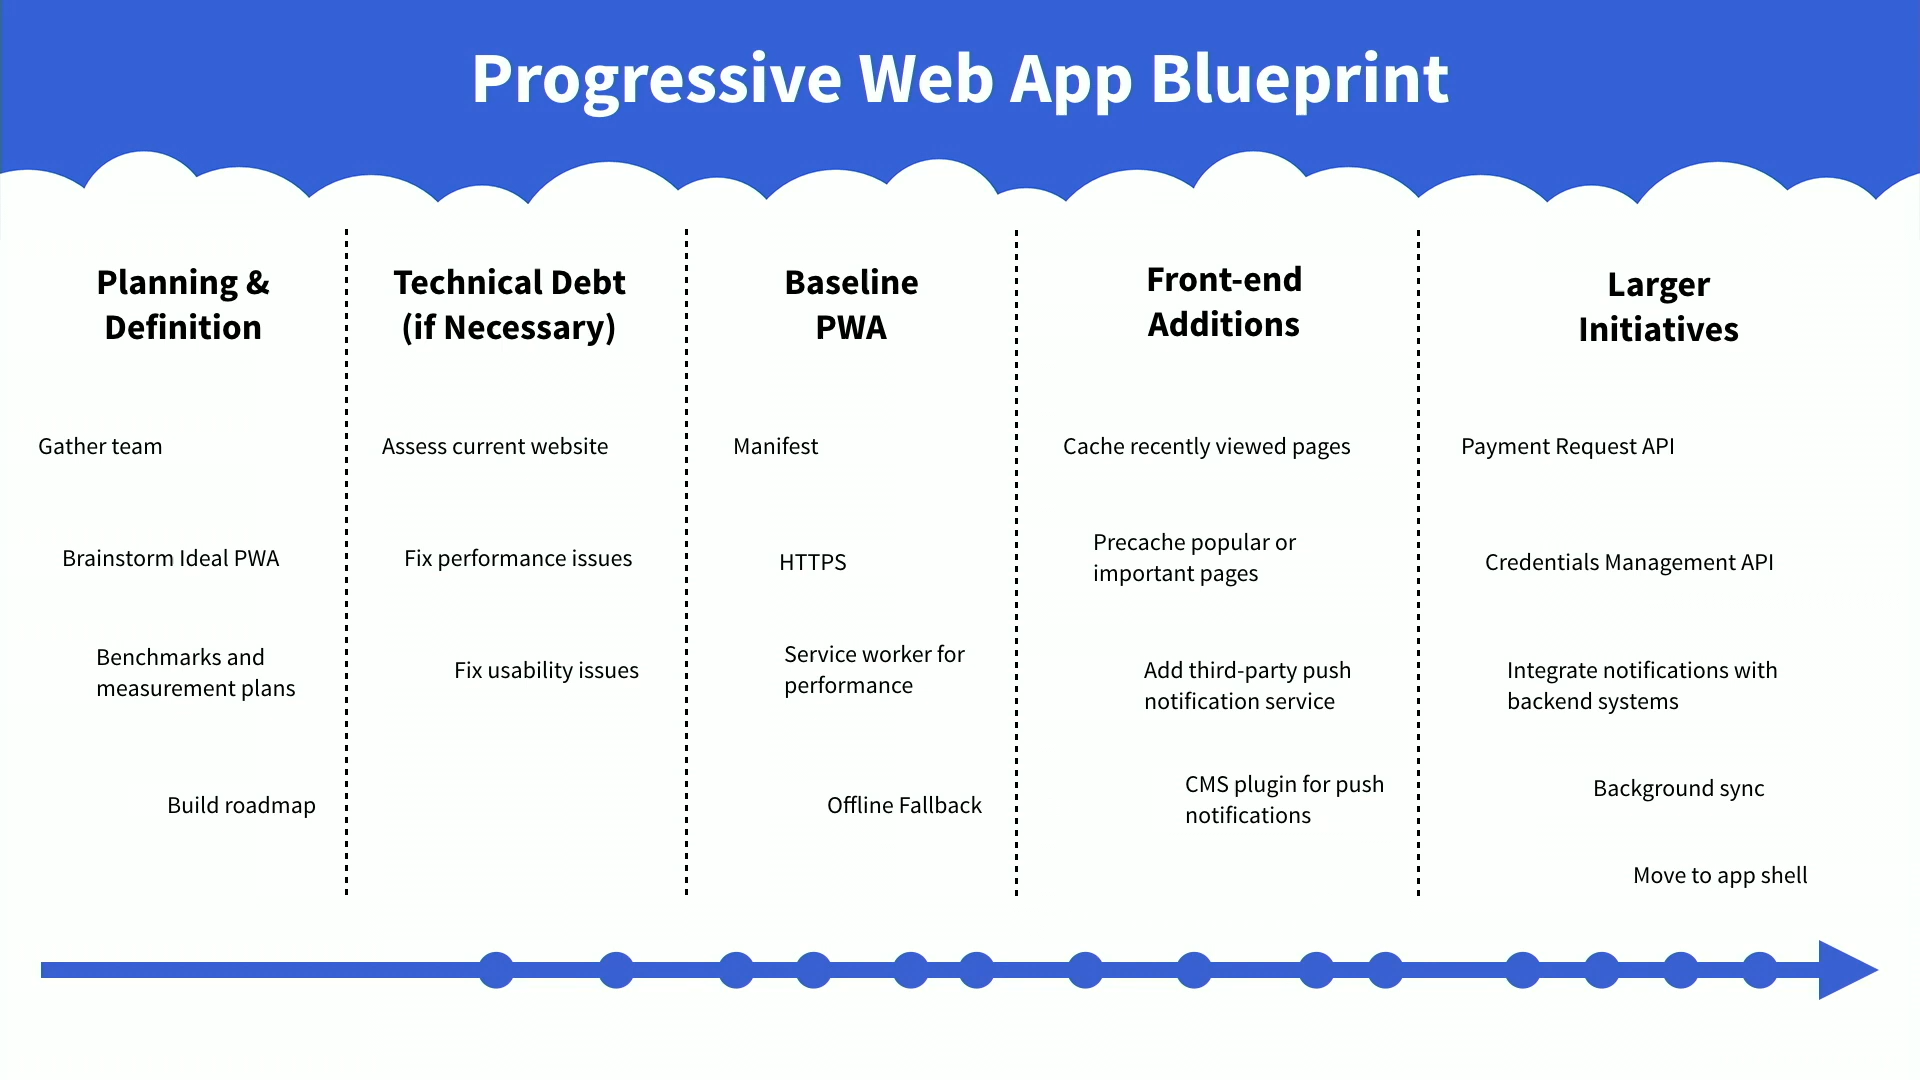 Progressive Web App Blueprint
Planning &
Definition
Gather team
Brainstorm Ideal PWA
Benchmarks and
measurement plans
Build roadmap
Technical Debt
(if Necessary)
Assess current website
Fix performance issues
Fix usability issues
Baseline
PWA
Manifest
HTTPS
Service worker for
performance
Offline Fallback
Front-end
Additions
Cache recently viewed pages
Precache popular or
important pages
Add third-party push
notification service
CMS plugin for push
notifications
Larger
Initiatives
Payment Request API
Credentials Management API
Integrate notifications with
backend systems
Background sync
Move to app shell